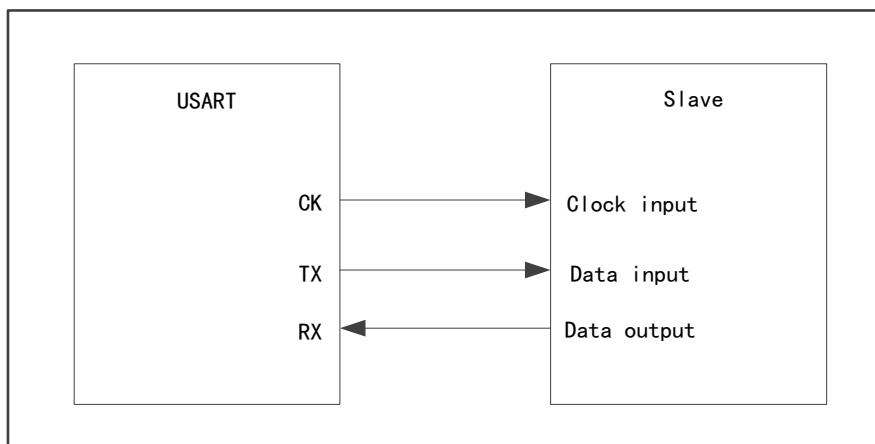 USART
Slave
CK
Clock input
TX
Data input
RX
Data output